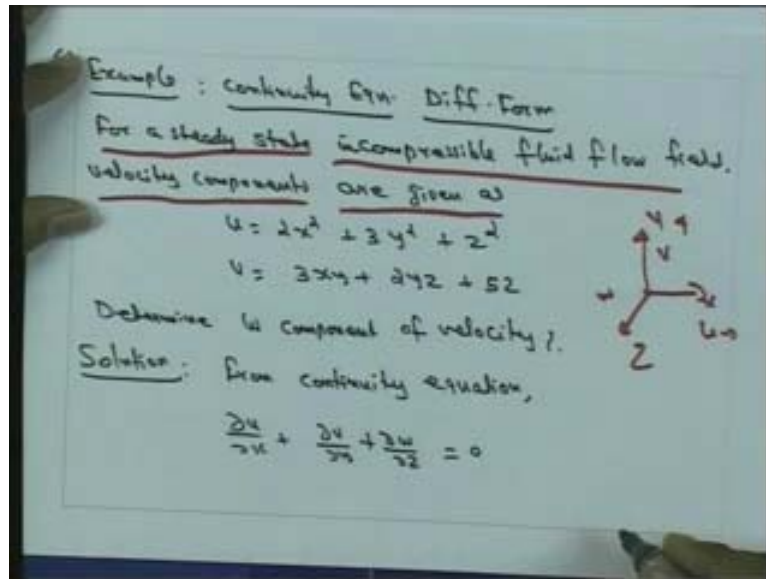 Example : Continuity Eqn. Diff. Form
For a steady state incompressible fluid flow field.
velocity components are given as
u = 2x² + 3y² + z²
v = 3xy + 2yz + 5z
Determine w component of velocity?.
Solution: From continuity equation,
∂u/∂x + ∂v/∂y + ∂w/∂z = 0
y
v
x
u→
w
z